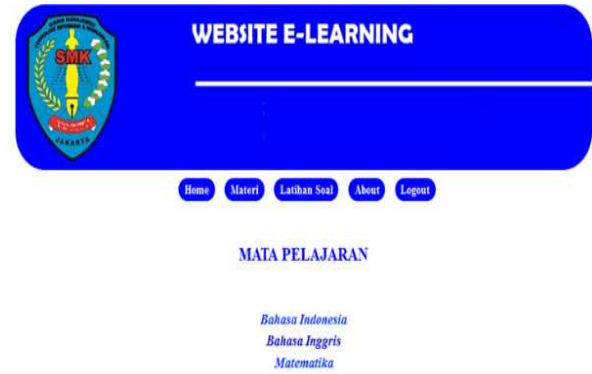 WEBSITE E-LEARNING
SMK
JAKARTA
Home Materi Latihan Soal About Logout
MATA PELAJARAN
Bahasa Indonesia
Bahasa Inggris
Matematika